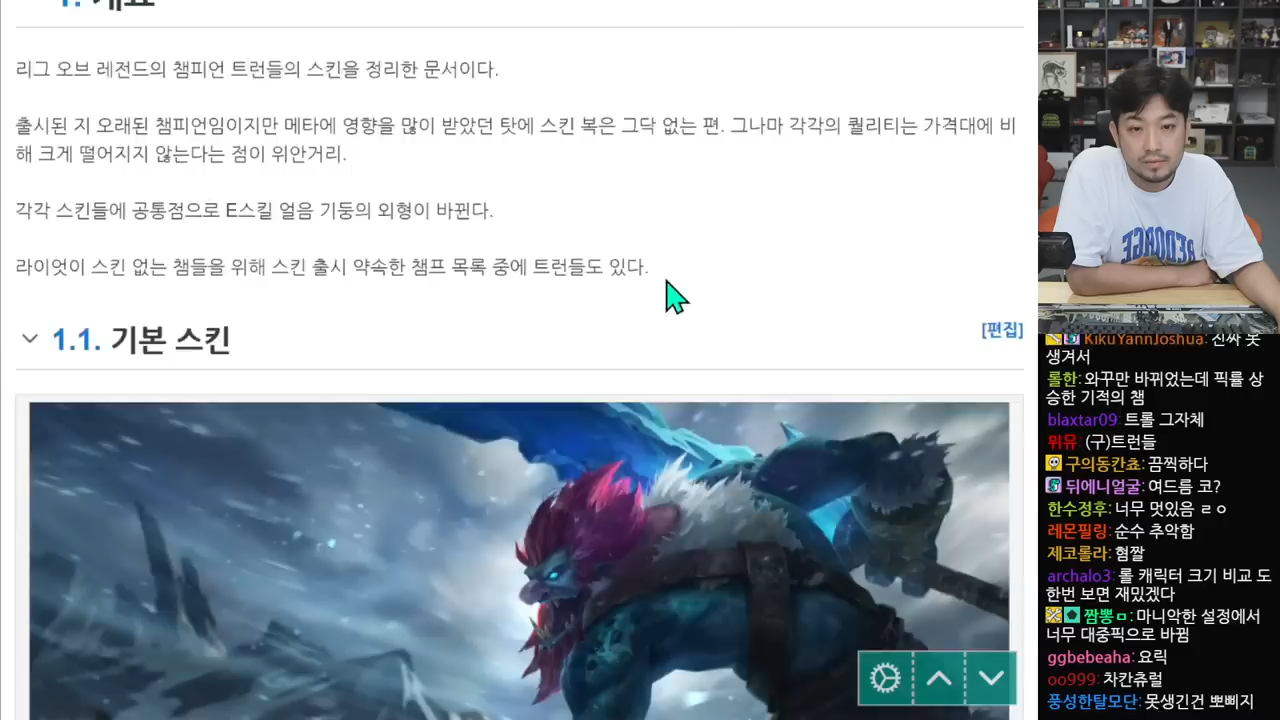 1. 개요
리그 오브 레전드의 챔피언 트런들의 스킨을 정리한 문서이다.
출시된 지 오래된 챔피언임이지만 메타에 영향을 많이 받았던 탓에 스킨 복은 그닥 없는 편. 그나마 각각의 퀄리티는 가격대에 비
해 크게 떨어지지 않는다는 점이 위안거리.
각각 스킨들에 공통점으로 E스킬 얼음 기둥의 외형이 바뀐다.
라이엇이 스킨 없는 챔들을 위해 스킨 출시 약속한 챔프 목록 중에 트런들도 있다.
1.1. 기본 스킨
[편집]
KikuYannJoshua: 진짜 못
생겨서
롤한: 와꾸만 바뀌었는데 픽률 상
승한 기적의 챔
blaxtar09: 트롤 그자체
뮈뮤: (구)트런들
구의동칸쵸: 끔찍하다
뒤에니얼굴: 여드름 코?
한수정후: 너무 멋있음 ㄹㅇ
레몬필링: 순수 추악함
제코롤라: 혐짤
archalo3: 롤 캐릭터 크기 비교 도
한번 보면 재밌겠다
짬뽕ㅁ: 마니악한 설정에서
너무 대중픽으로 바뀜
ggbebeaha: 요릭
oo999: 차칸츄럴
풍성한탈모단: 못생긴건 뽀삐지